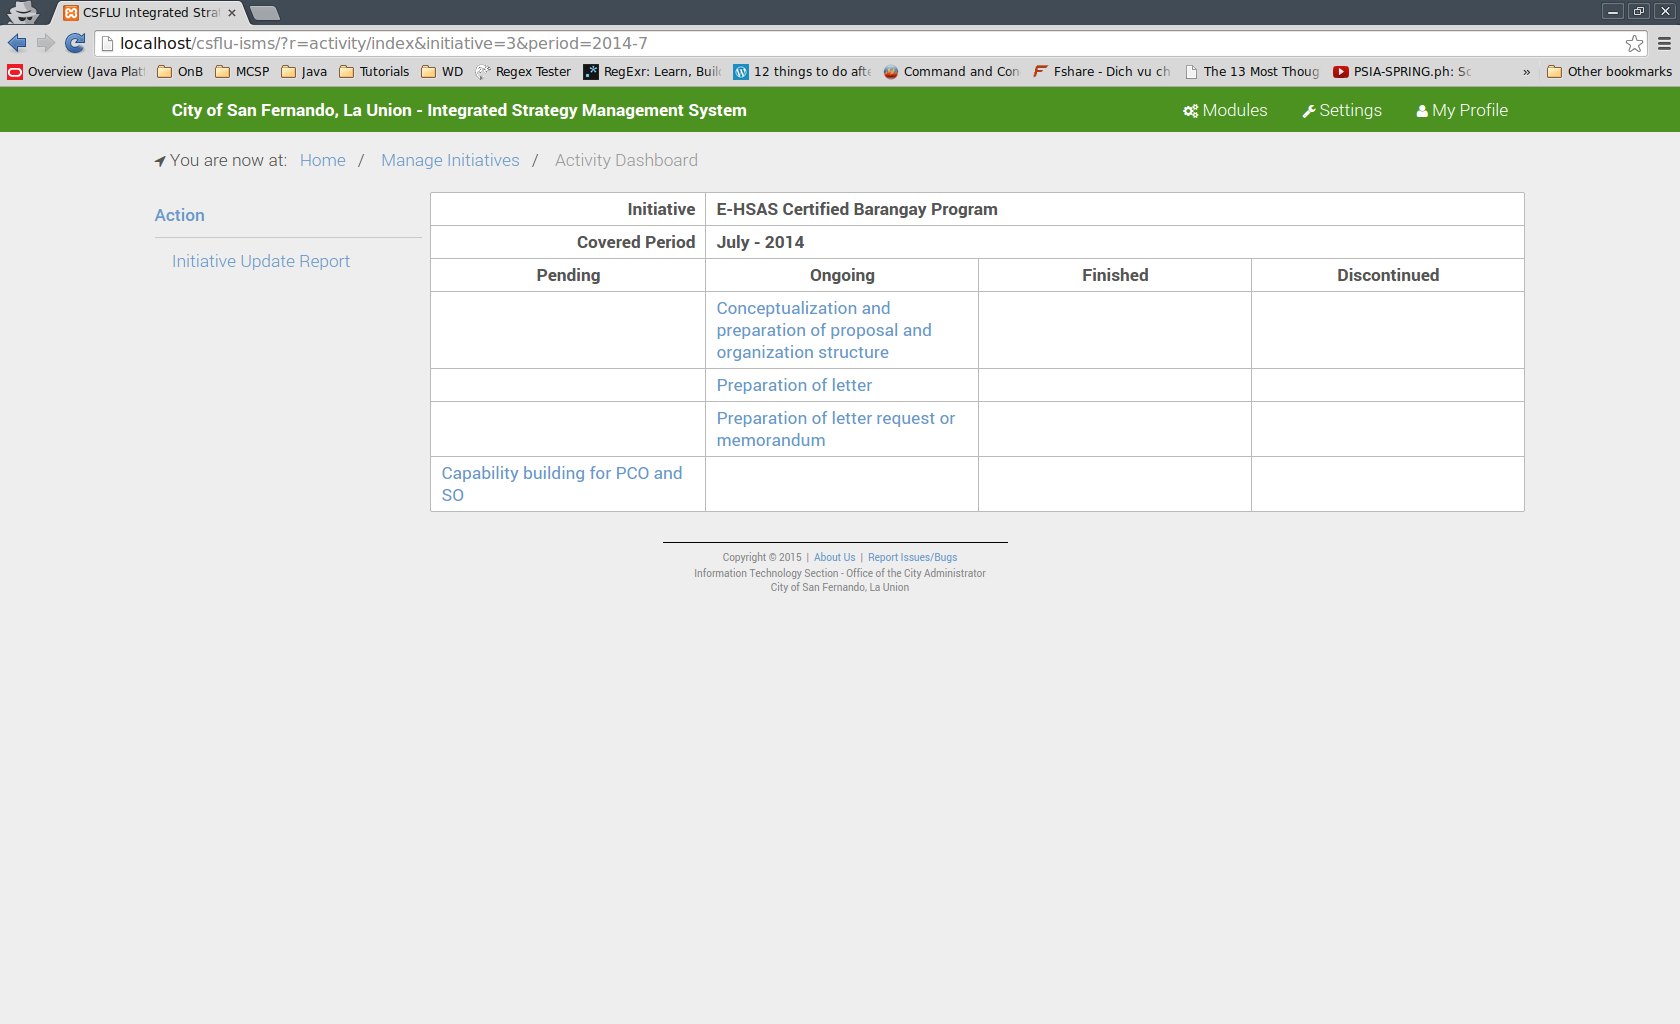 CSFLU Integrated Stra
localhost/csflu-isms/?r=activity/index&initiative=3&period=2014-7
Overview (Java Plat OnB MCSP Java Tutorials WD Regex Tester RegExr: Learn, Buil 12 things to do afte Command and Con Fshare - Dich vu ch The 13 Most Thoug PSIA-SPRING.ph: Sc » Other bookmarks
City of San Fernando, La Union - Integrated Strategy Management System Modules Settings My Profile
You are now at: Home / Manage Initiatives / Activity Dashboard
Action
Initiative Update Report
Initiative E-HSAS Certified Barangay Program
Covered Period July - 2014
Pending Ongoing Finished Discontinued
Conceptualization and
preparation of proposal and
organization structure
Preparation of letter
Preparation of letter request or
memorandum
Capability building for PCO and
SO
Copyright © 2015 | About Us | Report Issues/Bugs
Information Technology Section - Office of the City Administrator
City of San Fernando, La Union